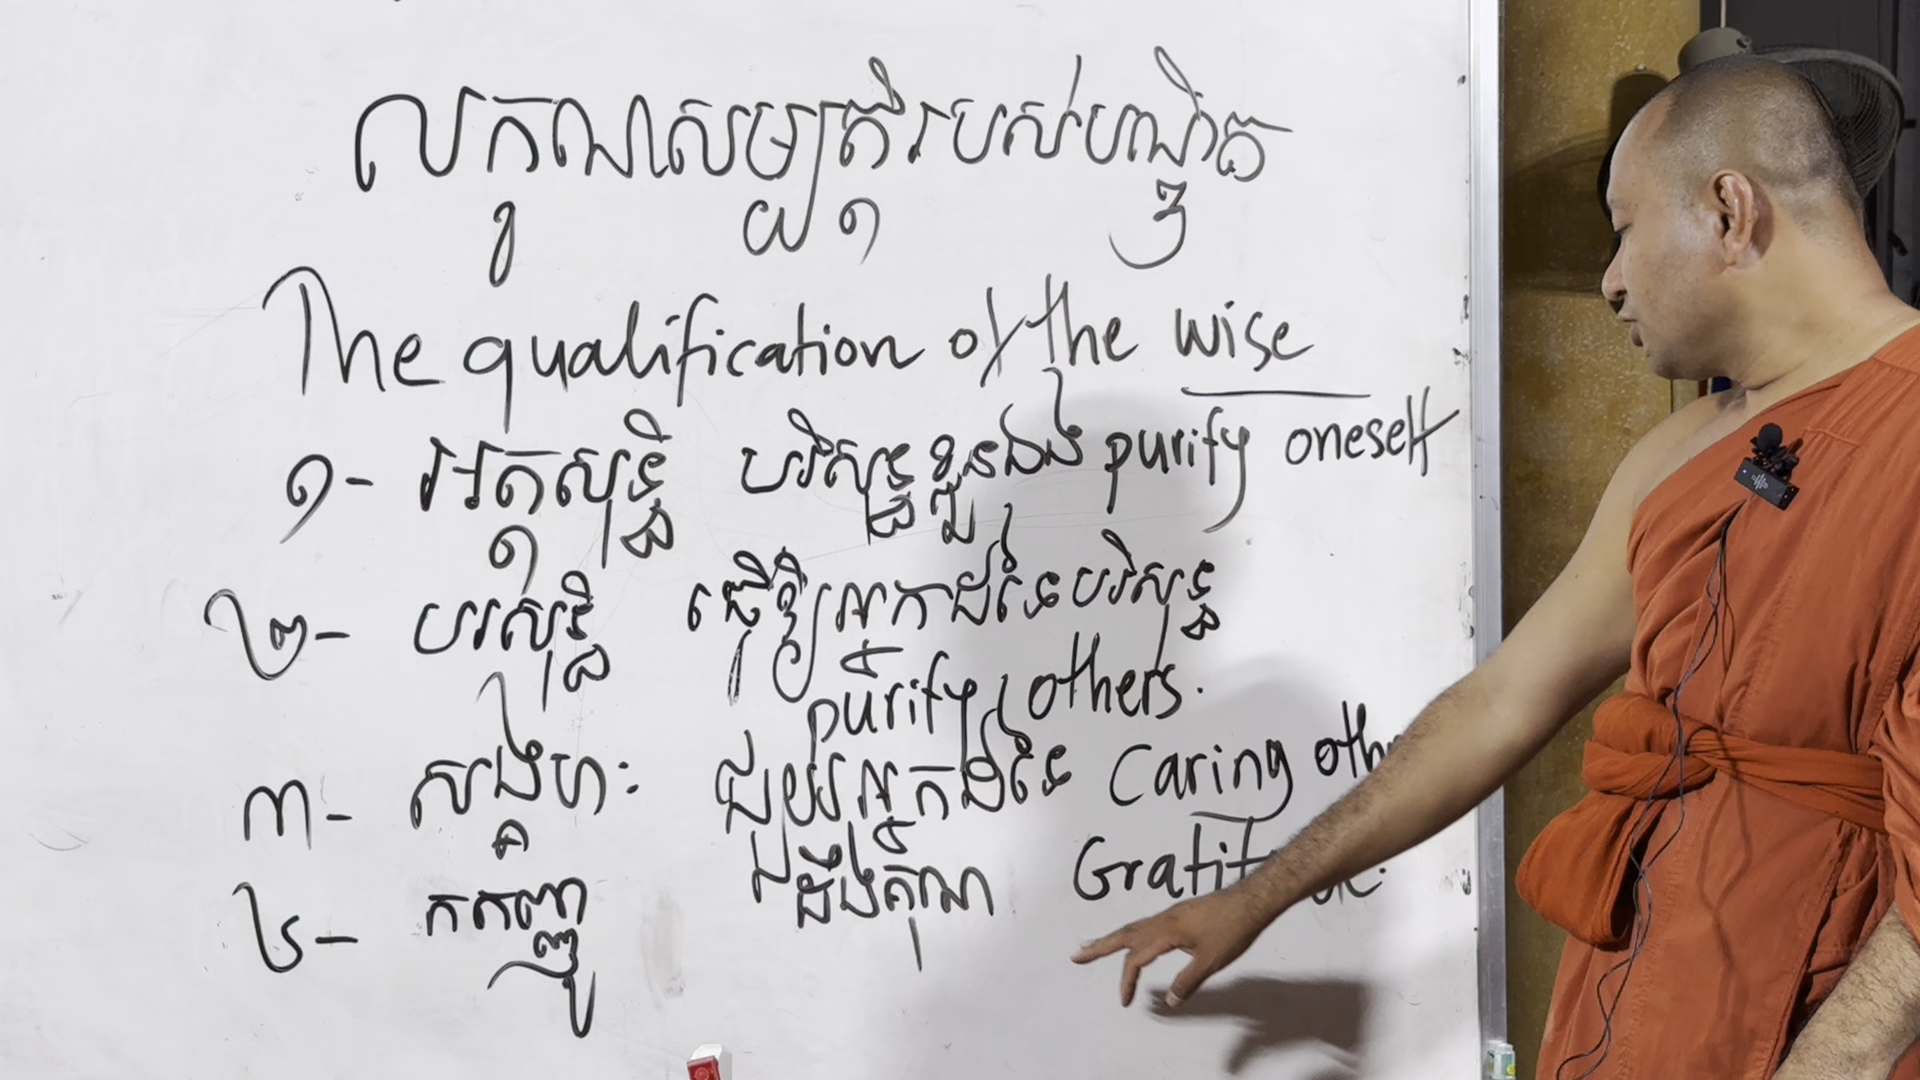 លក្ខណសម្បត្តិរបស់បណ្ឌិត
The qualification of the wise
១- អត្តសុទ្ធិ បរិសុទ្ធខ្លួនឯង purify oneself
២- បរសុទ្ធិ ធ្វើឱ្យអ្នកដទៃបរិសុទ្ធ
purify others.
៣- សង្គហៈ ជួយអ្នកដទៃ Caring oth
៤- កតញ្ញូ ដឹងគុណ